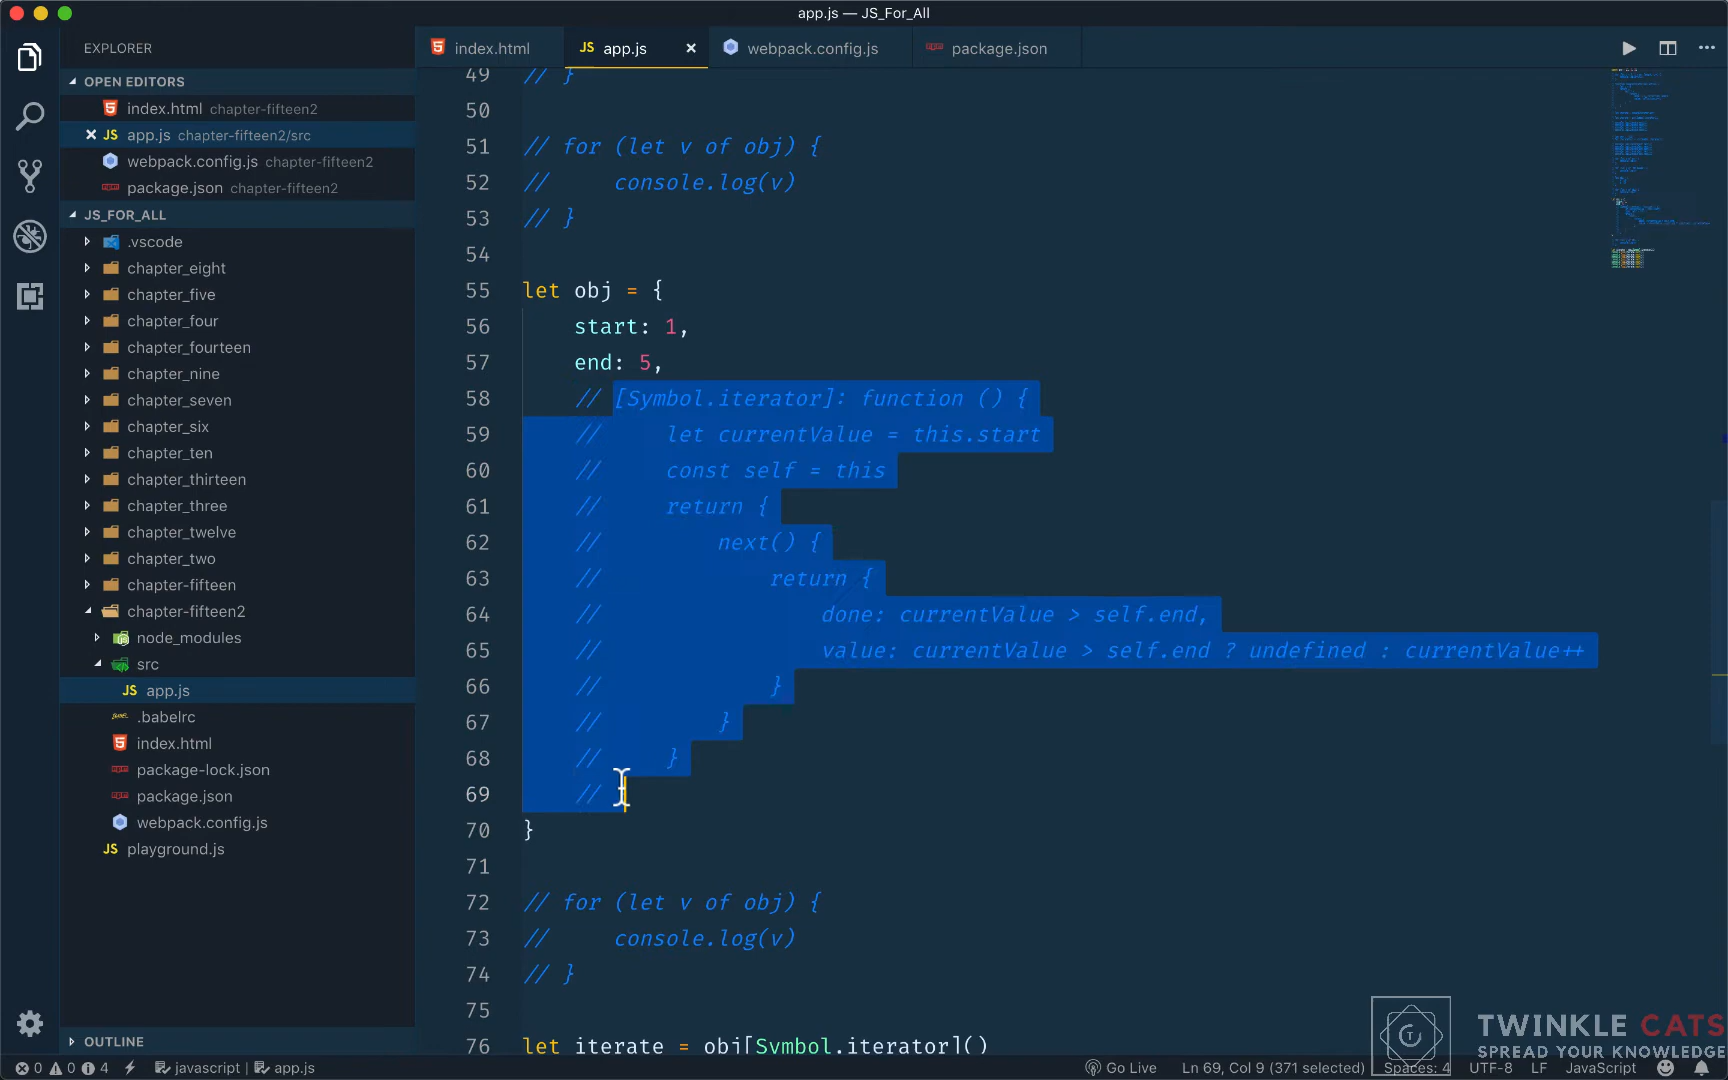 app.js — JS_For_All
EXPLORER
OPEN EDITORS
index.html chapter-fifteen2
JS app.js chapter-fifteen2/src
webpack.config.js chapter-fifteen2
package.json chapter-fifteen2
JS_FOR_ALL
.vscode
chapter_eight
chapter_five
chapter_four
chapter_fourteen
chapter_nine
chapter_seven
chapter_six
chapter_ten
chapter_thirteen
chapter_three
chapter_twelve
chapter_two
chapter-fifteen
chapter-fifteen2
node_modules
src
JS app.js
.babelrc
index.html
package-lock.json
package.json
webpack.config.js
JS playground.js
OUTLINE
index.html JS app.js webpack.config.js package.json
49 // }
50
51 // for (let v of obj) {
52 //     console.log(v)
53 // }
54
55 let obj = {
56     start: 1,
57     end: 5,
58     // [Symbol.iterator]: function () {
59     //     let currentValue = this.start
60     //     const self = this
61     //     return {
62     //         next() {
63     //             return {
64     //                 done: currentValue > self.end,
65     //                 value: currentValue > self.end ? undefined : currentValue++
66     //             }
67     //         }
68     //     }
69     // }
70 }
71
72 // for (let v of obj) {
73 //     console.log(v)
74 // }
75
76 let iterate = obj[Symbol.iterator]()
TWINKLE CATS
SPREAD YOUR KNOWLEDGE
0 0 4 javascript | app.js Go Live Ln 69, Col 9 (371 selected) Spaces: 4 UTF-8 LF JavaScript